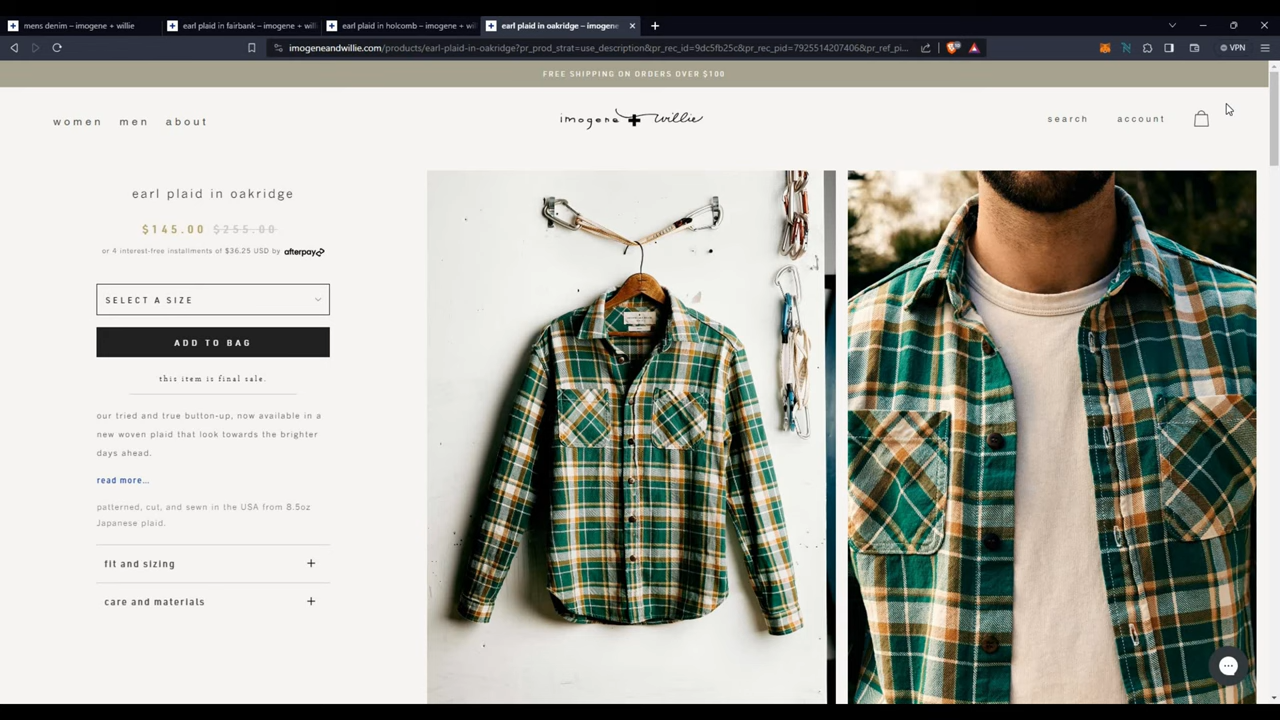 mens denim – imogene + willie
earl plaid in fairbank – imogene + wil
earl plaid in holcomb – imogene + wil
earl plaid in oakridge – imogene
imogeneandwillie.com/products/earl-plaid-in-oakridge?pr_prod_strat=use_description&pr_rec_id=9dc5fb25c&pr_rec_pid=7925514207406&pr_ref_pi...
VPN
FREE SHIPPING ON ORDERS OVER $100
women men about
imogene + willie
search account
earl plaid in oakridge
$145.00 $255.00
or 4 interest-free installments of $36.25 USD by afterpay
SELECT A SIZE
ADD TO BAG
this item is final sale.
our tried and true button-up, now available in a
new woven plaid that look towards the brighter
days ahead.
read more...
patterned, cut, and sewn in the USA from 8.5oz
Japanese plaid.
fit and sizing +
care and materials +